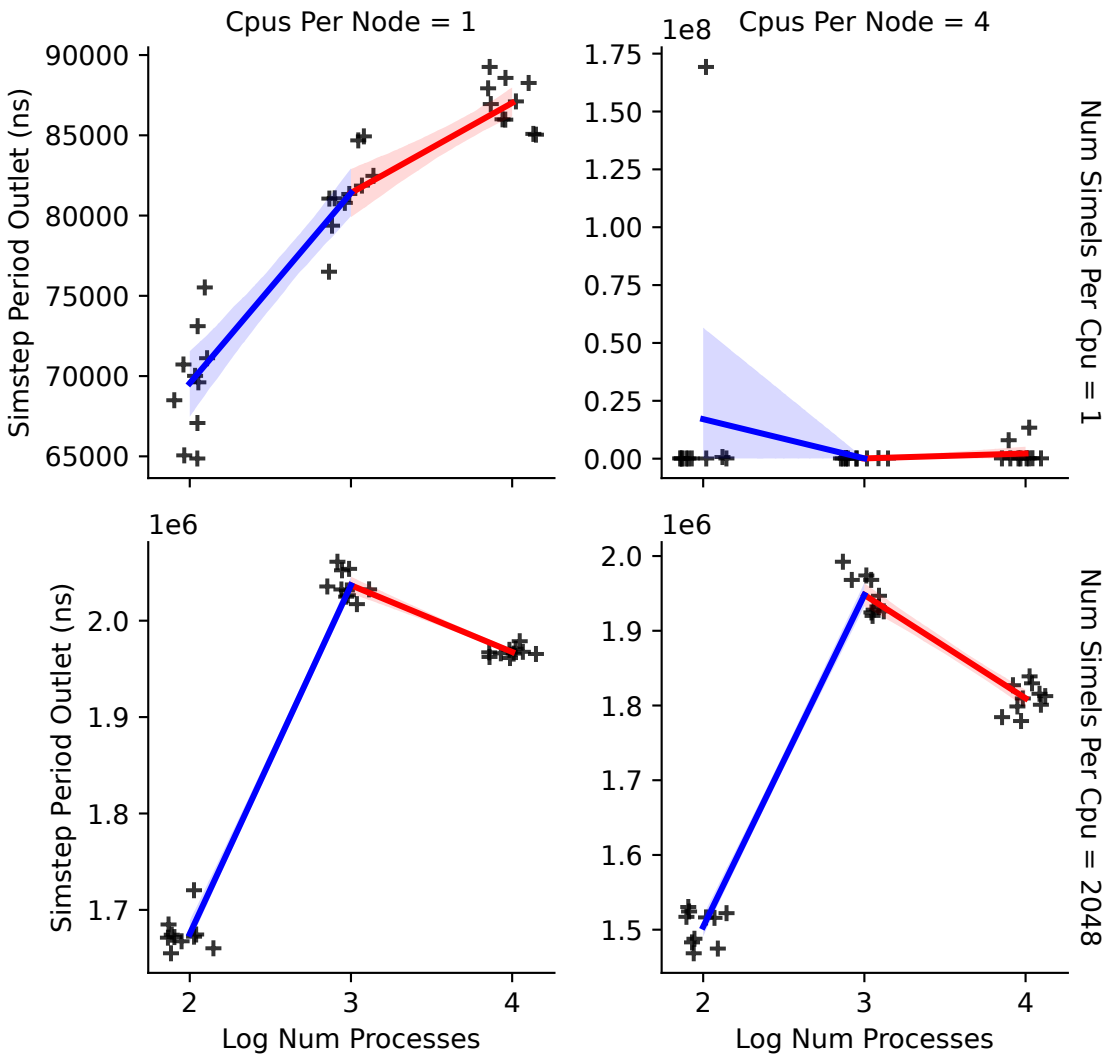 Cpus Per Node = 1
1e8
Cpus Per Node = 4
90000
85000
80000
75000
70000
65000
Simstep Period Outlet (ns)
1.75
1.50
1.25
1.00
0.75
0.50
0.25
0.00
Num Simels Per Cpu = 1
1e6
2.0
1.9
1.8
1.7
Simstep Period Outlet (ns)
2
3
4
Log Num Processes
1e6
2.0
1.9
1.8
1.7
1.6
1.5
2
3
4
Log Num Processes
Num Simels Per Cpu = 2048